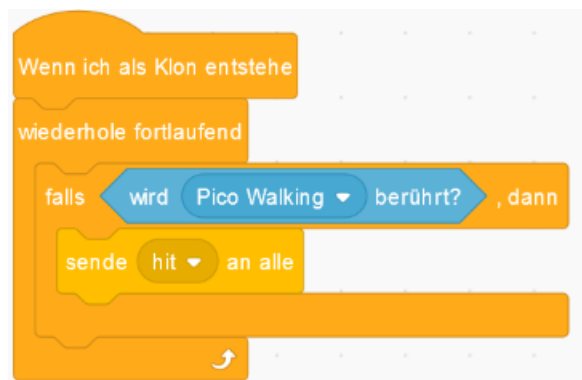 Wenn ich als Klon entstehe
wiederhole fortlaufend
falls wird Pico Walking berührt? , dann
sende hit an alle